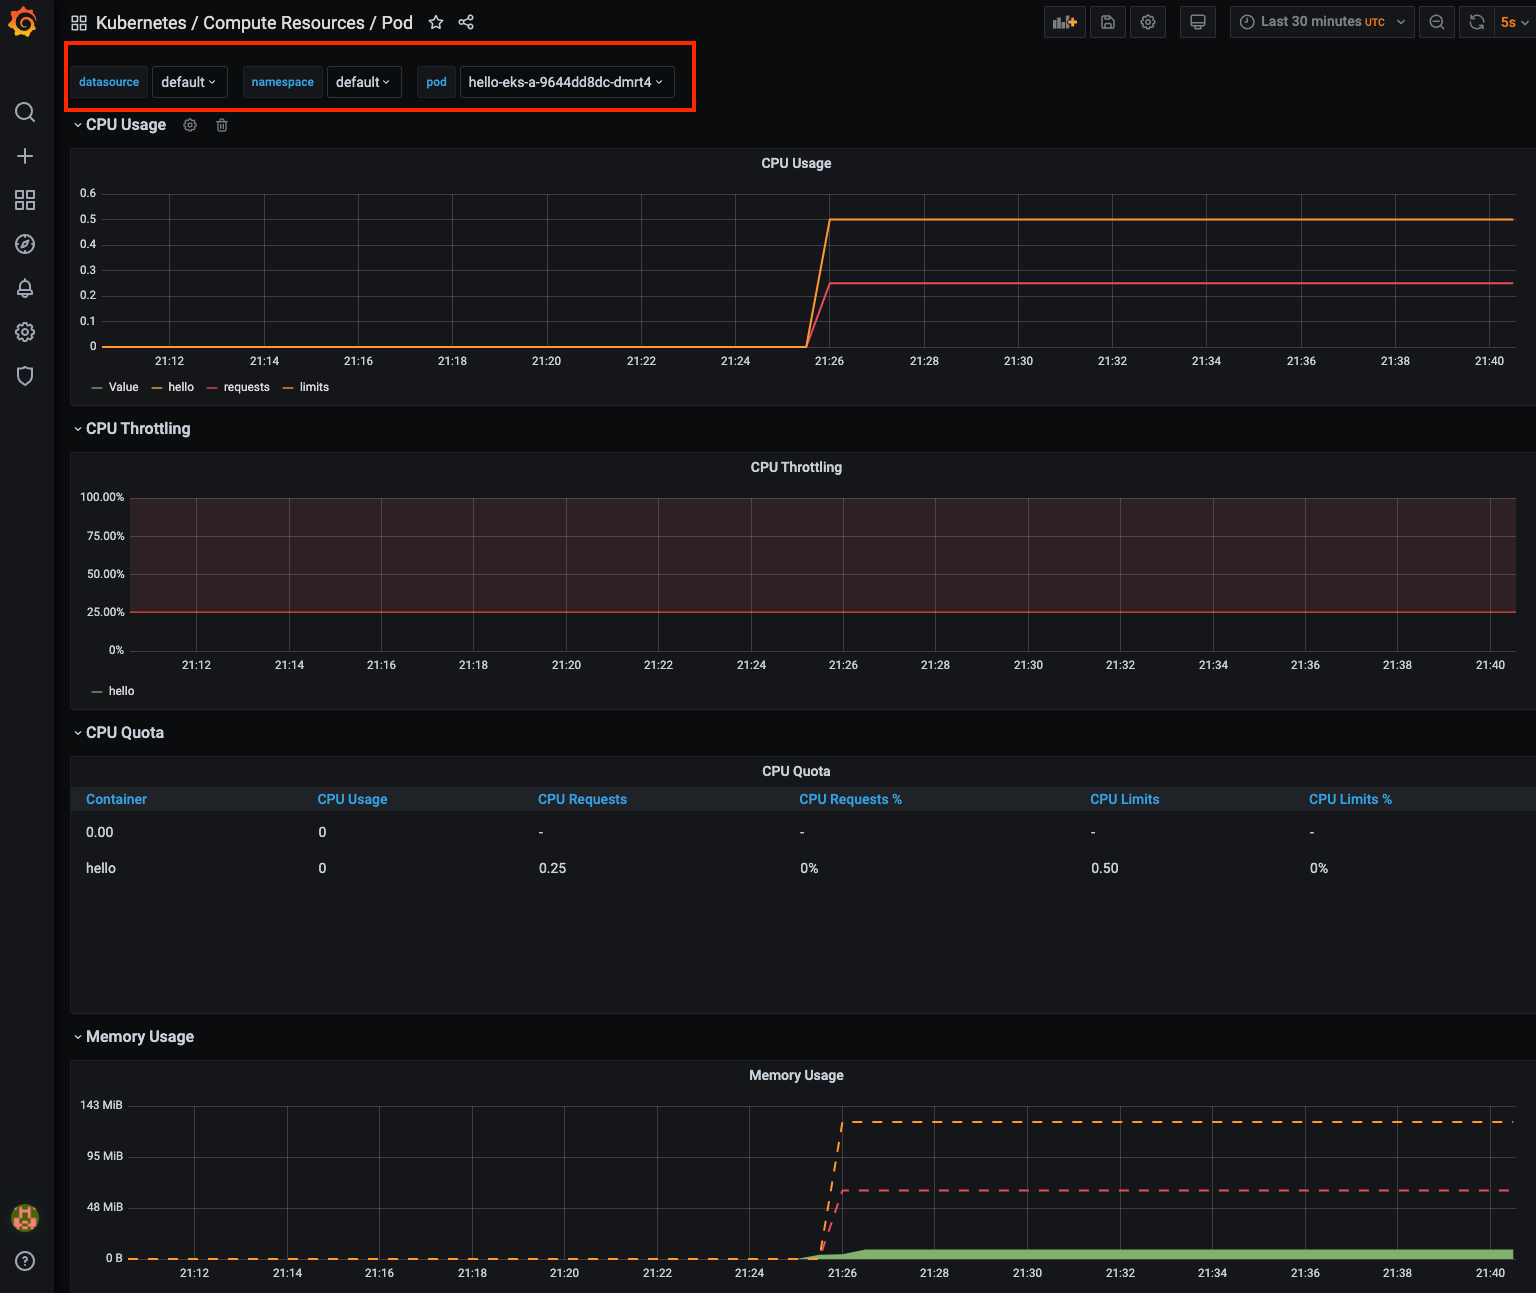 Kubernetes / Compute Resources / Pod
Last 30 minutes UTC
5s
datasource default namespace default pod hello-eks-a-9644dd8dc-dmrt4
CPU Usage
CPU Usage
0.6
0.5
0.4
0.3
0.2
0.1
0
21:12 21:14 21:16 21:18 21:20 21:22 21:24 21:26 21:28 21:30 21:32 21:34 21:36 21:38 21:40
Value hello requests limits
CPU Throttling
CPU Throttling
100.00%
75.00%
50.00%
25.00%
0%
21:12 21:14 21:16 21:18 21:20 21:22 21:24 21:26 21:28 21:30 21:32 21:34 21:36 21:38 21:40
hello
CPU Quota
CPU Quota
Container CPU Usage CPU Requests CPU Requests % CPU Limits CPU Limits %
0.00 0 - - - -
hello 0 0.25 0% 0.50 0%
Memory Usage
Memory Usage
143 MiB
95 MiB
48 MiB
0 B
21:12 21:14 21:16 21:18 21:20 21:22 21:24 21:26 21:28 21:30 21:32 21:34 21:36 21:38 21:40